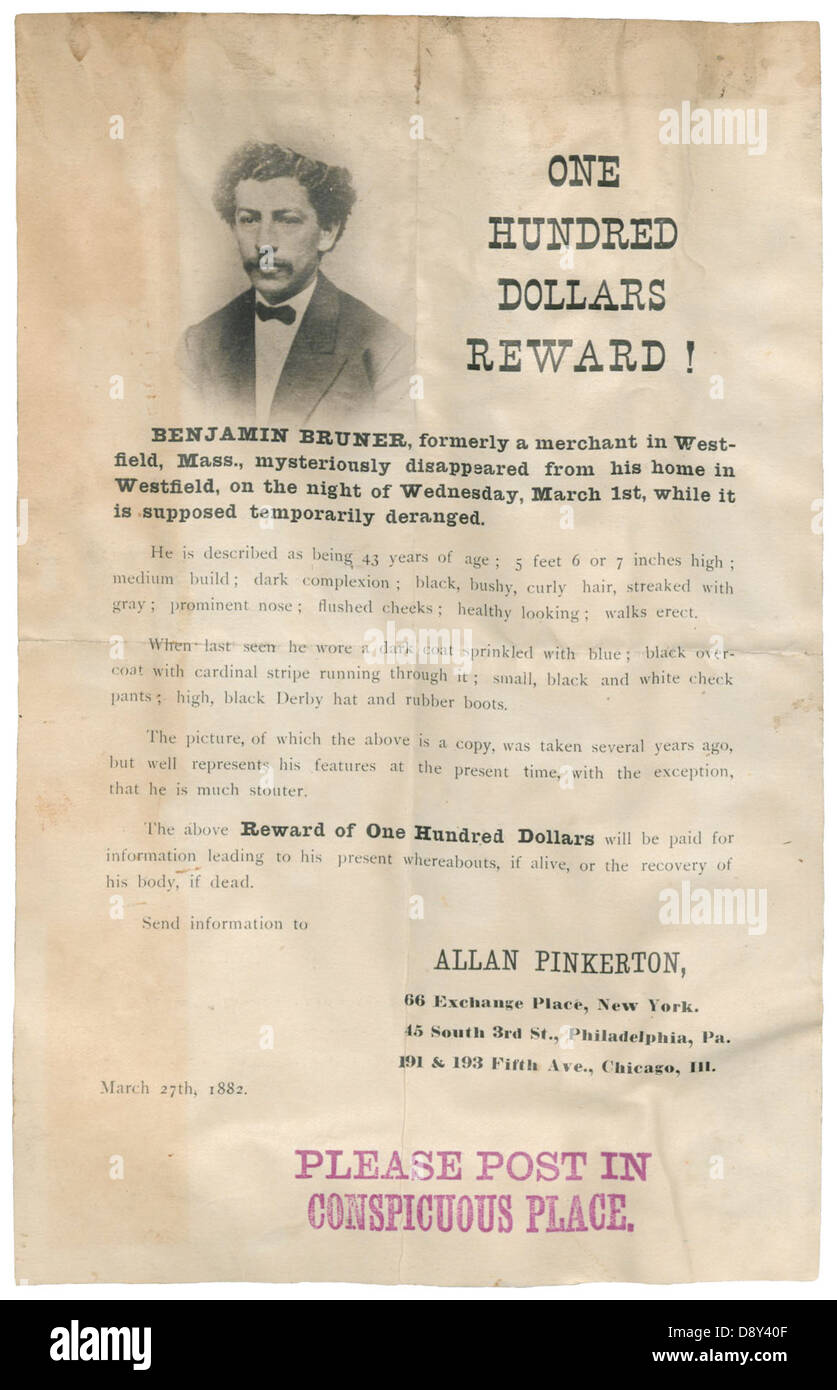 ONE
HUNDRED
DOLLARS
REWARD !
BENJAMIN BRUNER, formerly a merchant in West-
field, Mass., mysteriously disappeared from his home in
Westfield, on the night of Wednesday, March 1st, while it
is supposed temporarily deranged.
He is described as being 43 years of age ; 5 feet 6 or 7 inches high ;
medium build ; dark complexion ; black, bushy, curly hair, streaked with
gray ; prominent nose ; flushed cheeks ; healthy looking ; walks erect.
When last seen he wore a dark coat sprinkled with blue ; black over-
coat with cardinal stripe running through it ; small, black and white check
pants ; high, black Derby hat and rubber boots.
The picture, of which the above is a copy, was taken several years ago,
but well represents his features at the present time, with the exception,
that he is much stouter.
The above Reward of One Hundred Dollars will be paid for
information leading to his present whereabouts, if alive, or the recovery of
his body, if dead.
Send information to
ALLAN PINKERTON,
66 Exchange Place, New York.
45 South 3rd St., Philadelphia, Pa.
191 & 193 Fifth Ave., Chicago, Ill.
March 27th, 1882.
PLEASE POST IN
CONSPICUOUS PLACE.
alamy
alamy
alamy
a
a
a
a
a
a
a
alamy
Image ID: D8Y40F
www.alamy.com